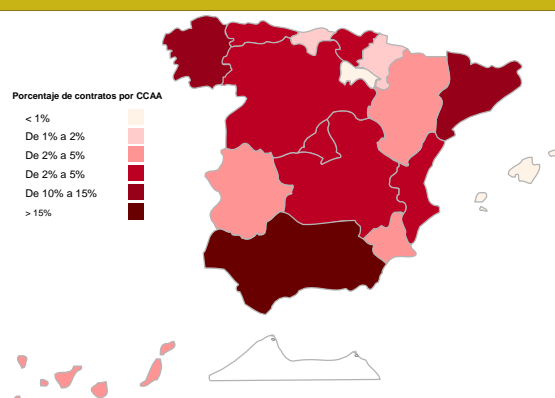 Porcentaje de contratos por CCAA
< 1%
De 1% a 2%
De 2% a 5%
De 2% a 5%
De 10% a 15%
> 15%